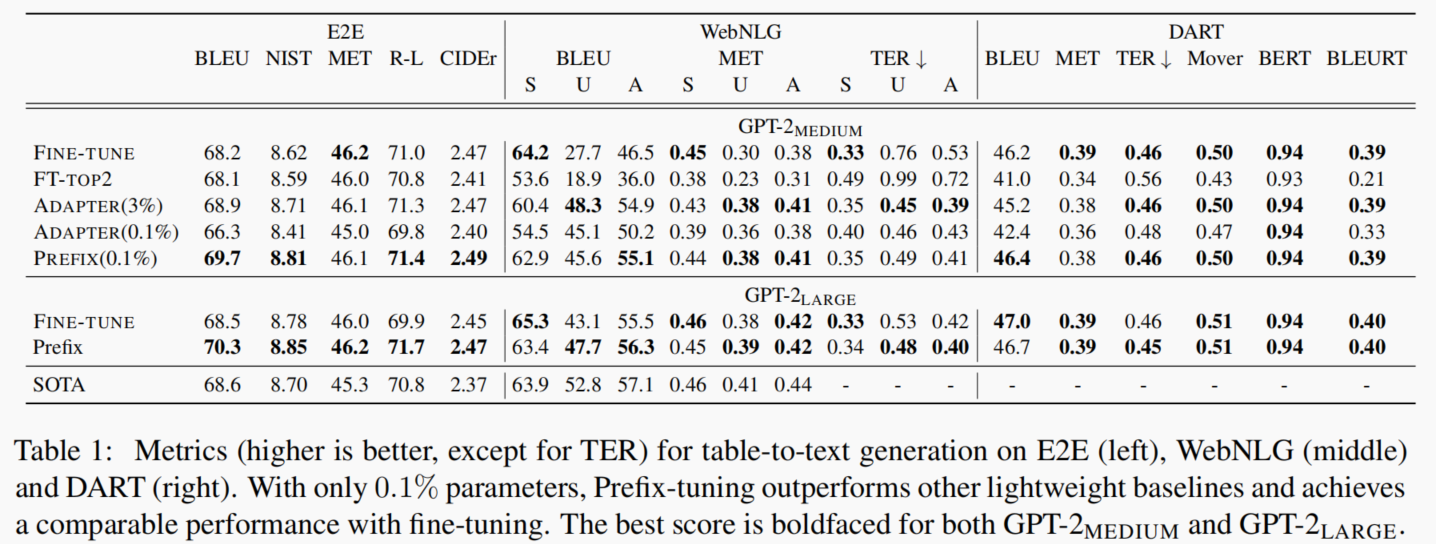 E2E WebNLG DART
BLEU NIST MET R-L CIDEr BLEU MET TER ↓ BLEU MET TER ↓ Mover BERT BLEURT
S U A S U A S U A
GPT-2MEDIUM
FINE-TUNE 68.2 8.62 46.2 71.0 2.47 64.2 27.7 46.5 0.45 0.30 0.38 0.33 0.76 0.53 46.2 0.39 0.46 0.50 0.94 0.39
FT-TOP2 68.1 8.59 46.0 70.8 2.41 53.6 18.9 36.0 0.38 0.23 0.31 0.49 0.99 0.72 41.0 0.34 0.56 0.43 0.93 0.21
ADAPTER(3%) 68.9 8.71 46.1 71.3 2.47 60.4 48.3 54.9 0.43 0.38 0.41 0.35 0.45 0.39 45.2 0.38 0.46 0.50 0.94 0.39
ADAPTER(0.1%) 66.3 8.41 45.0 69.8 2.40 54.5 45.1 50.2 0.39 0.36 0.38 0.40 0.46 0.43 42.4 0.36 0.48 0.47 0.94 0.33
PREFIX(0.1%) 69.7 8.81 46.1 71.4 2.49 62.9 45.6 55.1 0.44 0.38 0.41 0.35 0.49 0.41 46.4 0.38 0.46 0.50 0.94 0.39
GPT-2LARGE
FINE-TUNE 68.5 8.78 46.0 69.9 2.45 65.3 43.1 55.5 0.46 0.38 0.42 0.33 0.53 0.42 47.0 0.39 0.46 0.51 0.94 0.40
Prefix 70.3 8.85 46.2 71.7 2.47 63.4 47.7 56.3 0.45 0.39 0.42 0.34 0.48 0.40 46.7 0.39 0.45 0.51 0.94 0.40
SOTA 68.6 8.70 45.3 70.8 2.37 63.9 52.8 57.1 0.46 0.41 0.44 - - - - - - - - -
Table 1: Metrics (higher is better, except for TER) for table-to-text generation on E2E (left), WebNLG (middle)
and DART (right). With only 0.1% parameters, Prefix-tuning outperforms other lightweight baselines and achieves
a comparable performance with fine-tuning. The best score is boldfaced for both GPT-2MEDIUM and GPT-2LARGE.